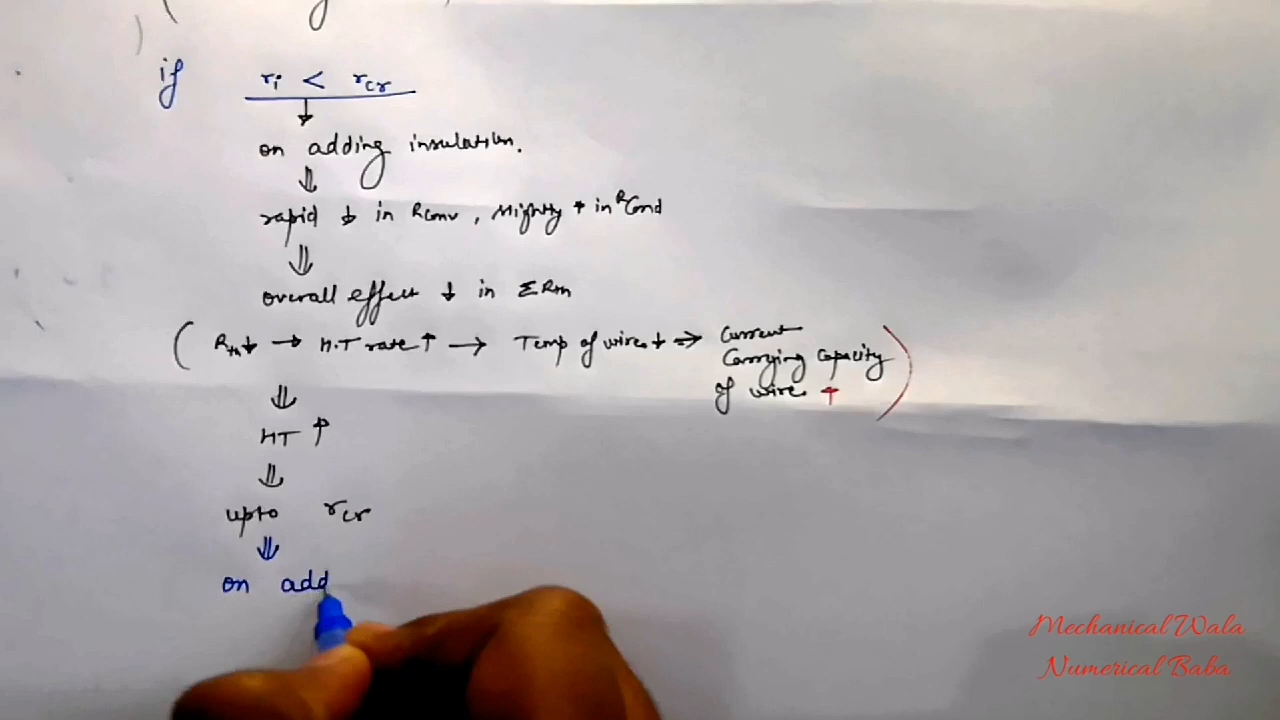 if
ri < rcr
↓
on adding insulation.
⇓
rapid ↓ in Rconv, slightly ↑ in Rcond
⇓
overall effect ↓ in ΣRth
( Rth↓ → H.T rate ↑ → Temp of wire ↓ ⇒ Current
Carrying Capacity
of wire ↑ )
⇓
HT ↑
⇓
upto rcr
⇓
on add
Mechanical Wala
Numerical Baba